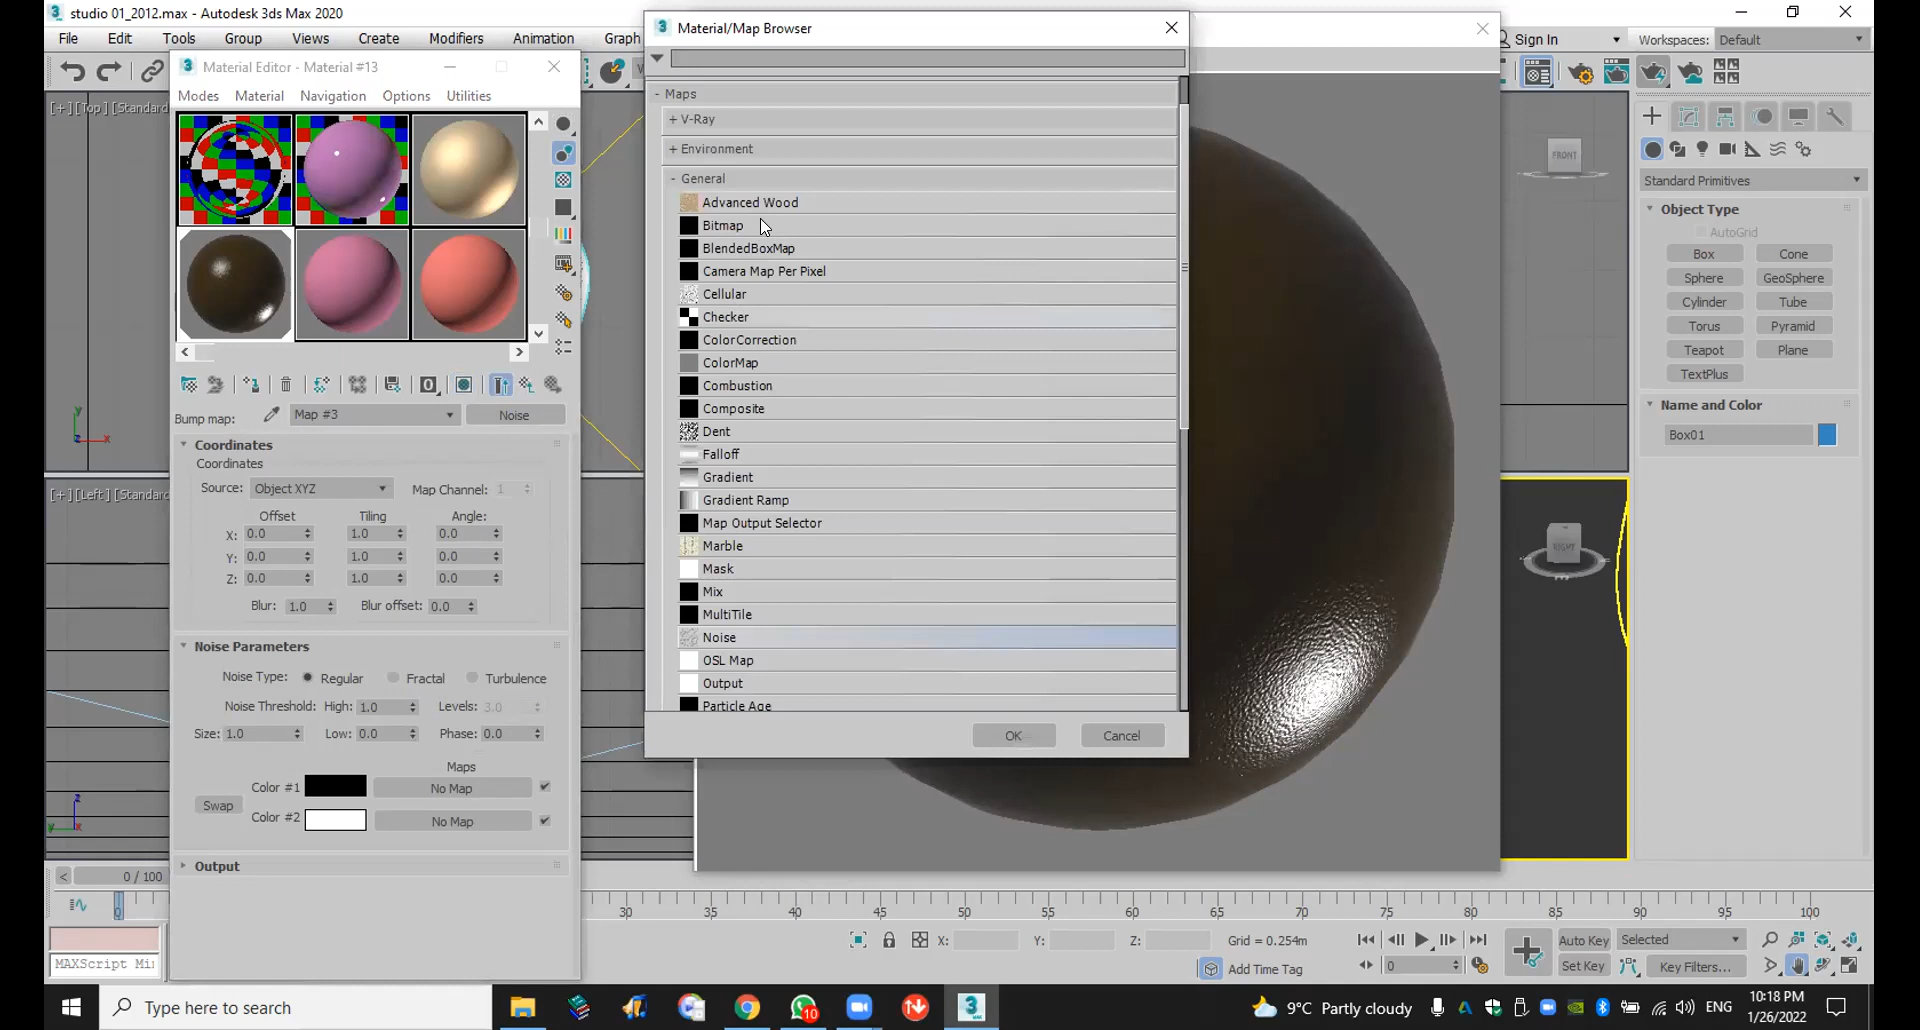 studio 01_2012.max - Autodesk 3ds Max 2020
File Edit Tools Group Views Create Modifiers Animation Graph
Sign In Workspaces: Default
Material Editor - Material #13
Modes Material Navigation Options Utilities
Bump map: Map #3 Noise
Coordinates
Coordinates
Source: Object XYZ Map Channel: 1
Offset Tiling Angle:
X: 0.0 1.0 0.0
Y: 0.0 1.0 0.0
Z: 0.0 1.0 0.0
Blur: 1.0 Blur offset: 0.0
Noise Parameters
Noise Type: Regular Fractal Turbulence
Noise Threshold: High: 1.0 Levels: 3.0
Size: 1.0 Low: 0.0 Phase: 0.0
Maps
Color #1 No Map
Swap
Color #2 No Map
Output
[+] [Top] [Standard
[+] [Left] [Standard
Material/Map Browser
- Maps
+ V-Ray
+ Environment
- General
Advanced Wood
Bitmap
BlendedBoxMap
Camera Map Per Pixel
Cellular
Checker
ColorCorrection
ColorMap
Combustion
Composite
Dent
Falloff
Gradient
Gradient Ramp
Map Output Selector
Marble
Mask
Mix
MultiTile
Noise
OSL Map
Output
Particle Age
OK Cancel
FRONT
RIGHT
Standard Primitives
Object Type
AutoGrid
Box Cone
Sphere GeoSphere
Cylinder Tube
Torus Pyramid
Teapot Plane
TextPlus
Name and Color
Box01
< 0 / 100
0 30 35 40 45 50 55 60 65 70 75 80 85 90 95 100
MAXScript Mi
X: Y: Z: Grid = 0.254m
Add Time Tag
0
Auto Key Selected
Set Key Key Filters...
Type here to search
10
9°C Partly cloudy
ENG
10:18 PM
1/26/2022